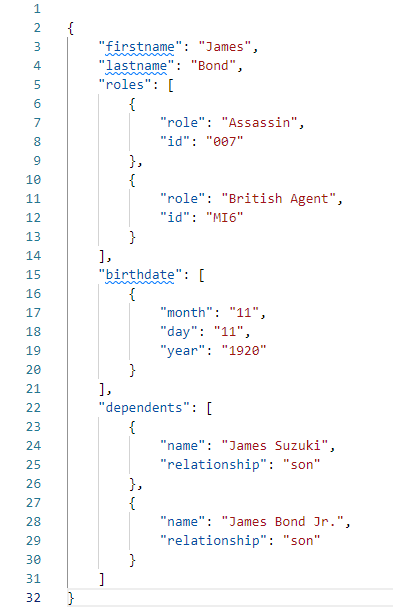 1
2 {
3     "firstname": "James",
4     "lastname": "Bond",
5     "roles": [
6         {
7             "role": "Assassin",
8             "id": "007"
9         },
10         {
11             "role": "British Agent",
12             "id": "MI6"
13         }
14     ],
15     "birthdate": [
16         {
17             "month": "11",
18             "day": "11",
19             "year": "1920"
20         }
21     ],
22     "dependents": [
23         {
24             "name": "James Suzuki",
25             "relationship": "son"
26         },
27         {
28             "name": "James Bond Jr.",
29             "relationship": "son"
30         }
31     ]
32 }